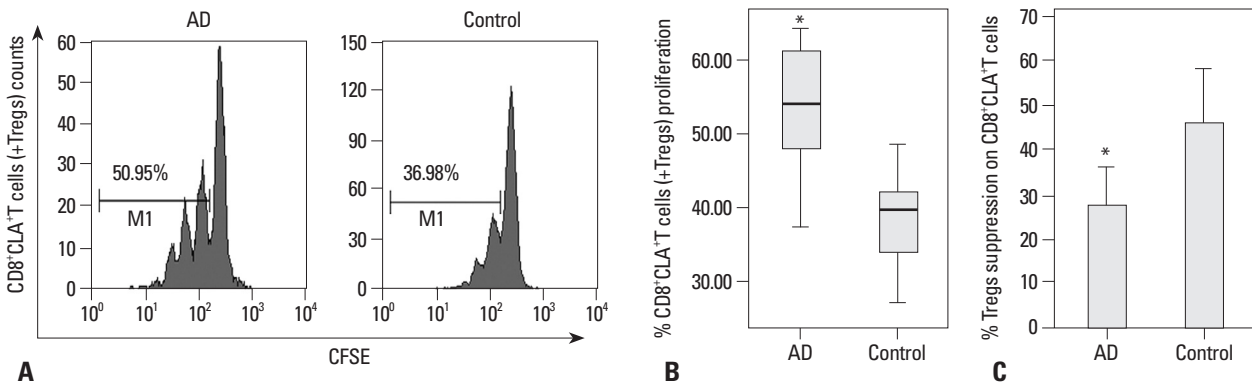 AD
CD8⁺CLA⁺T cells (+Tregs) counts
60
50
40
30
20
10
0
50.95%
M1
10⁰ 10¹ 10² 10³ 10⁴
Control
150
120
90
60
30
0
36.98%
M1
10⁰ 10¹ 10² 10³ 10⁴
CFSE
A
% CD8⁺CLA⁺T cells (+Tregs) proliferation
60.00
50.00
40.00
30.00
*
AD Control
B
% Tregs suppression on CD8⁺CLA⁺T cells
70
60
50
40
30
20
10
0
*
AD Control
C